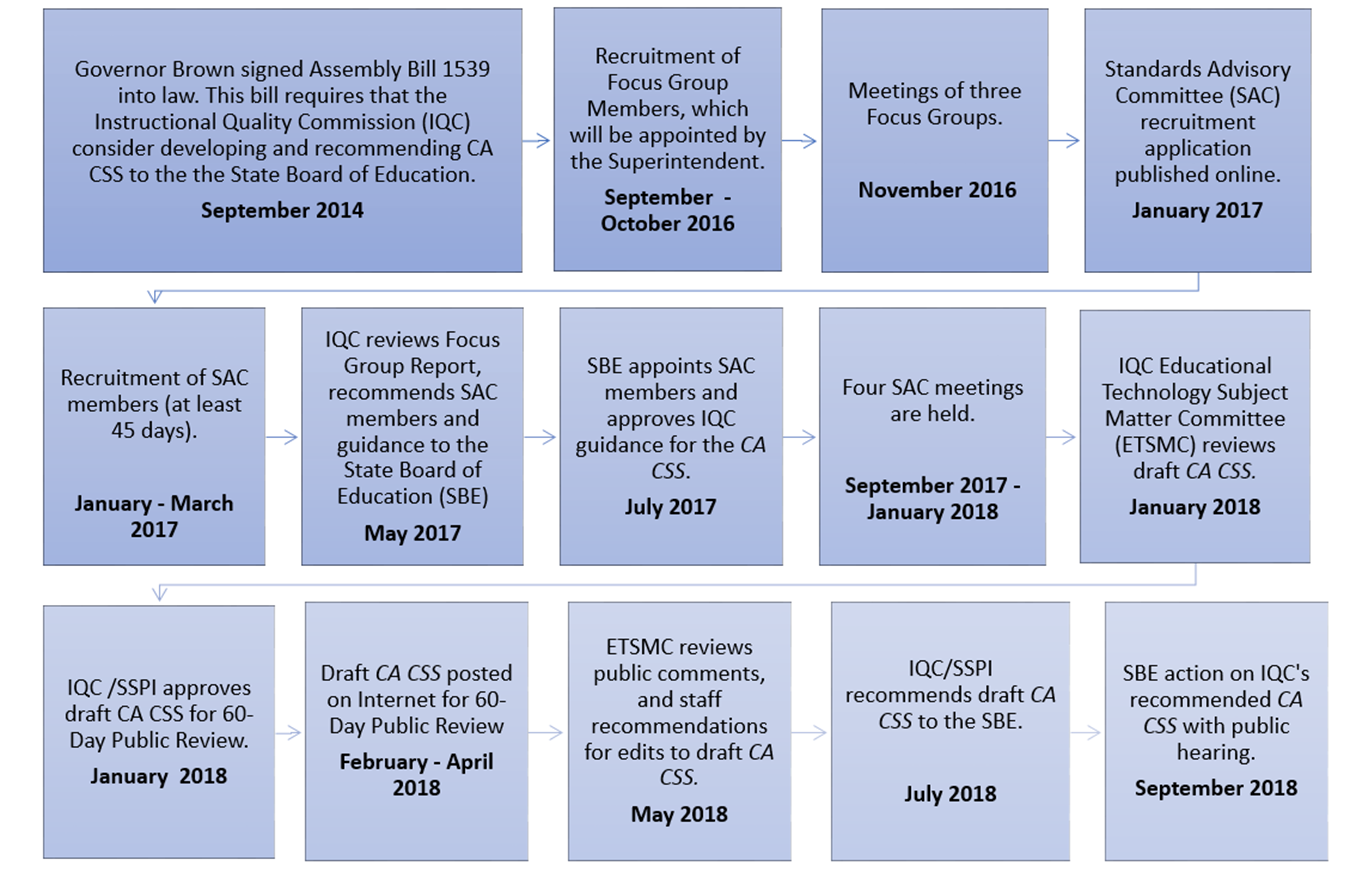 Governor Brown signed Assembly Bill 1539
into law. This bill requires that the
Instructional Quality Commission (IQC)
consider developing and recommending CA
CSS to the the State Board of Education.
September 2014
Recruitment of
Focus Group
Members, which
will be appointed by
the Superintendent.
September -
October 2016
Meetings of three
Focus Groups.
November 2016
Standards Advisory
Committee (SAC)
recruitment
application
published online.
January 2017
Recruitment of SAC
members (at least
45 days).
January - March
2017
IQC reviews Focus
Group Report,
recommends SAC
members and
guidance to the
State Board of
Education (SBE)
May 2017
SBE appoints SAC
members and
approves IQC
guidance for the CA
CSS.
July 2017
Four SAC meetings
are held.
September 2017 -
January 2018
IQC Educational
Technology Subject
Matter Committee
(ETSMC) reviews
draft CA CSS.
January 2018
IQC /SSPI approves
draft CA CSS for 60-
Day Public Review.
January 2018
Draft CA CSS posted
on Internet for 60-
Day Public Review
February - April
2018
ETSMC reviews
public comments,
and staff
recommendations
for edits to draft CA
CSS.
May 2018
IQC/SSPI
recommends draft CA
CSS to the SBE.
July 2018
SBE action on IQC's
recommended CA
CSS with public
hearing.
September 2018